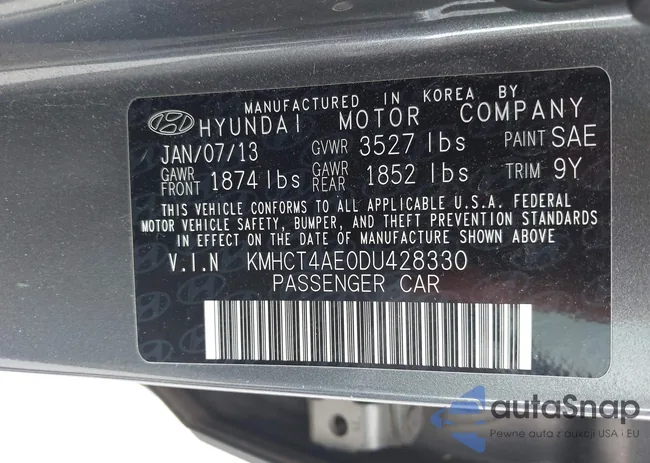 MANUFACTURED IN KOREA BY
HYUNDAI MOTOR COMPANY
JAN/07/13 GVWR 3527 lbs PAINT SAE
GAWR FRONT 1874 lbs GAWR REAR 1852 lbs TRIM 9Y
THIS VEHICLE CONFORMS TO ALL APPLICABLE U.S.A. FEDERAL
MOTOR VEHICLE SAFETY, BUMPER, AND THEFT PREVENTION STANDARDS
IN EFFECT ON THE DATE OF MANUFACTURE SHOWN ABOVE
V.I.N KMHCT4AE0DU428330
PASSENGER CAR
autoSnap
Pewne auta z aukcji USA i EU